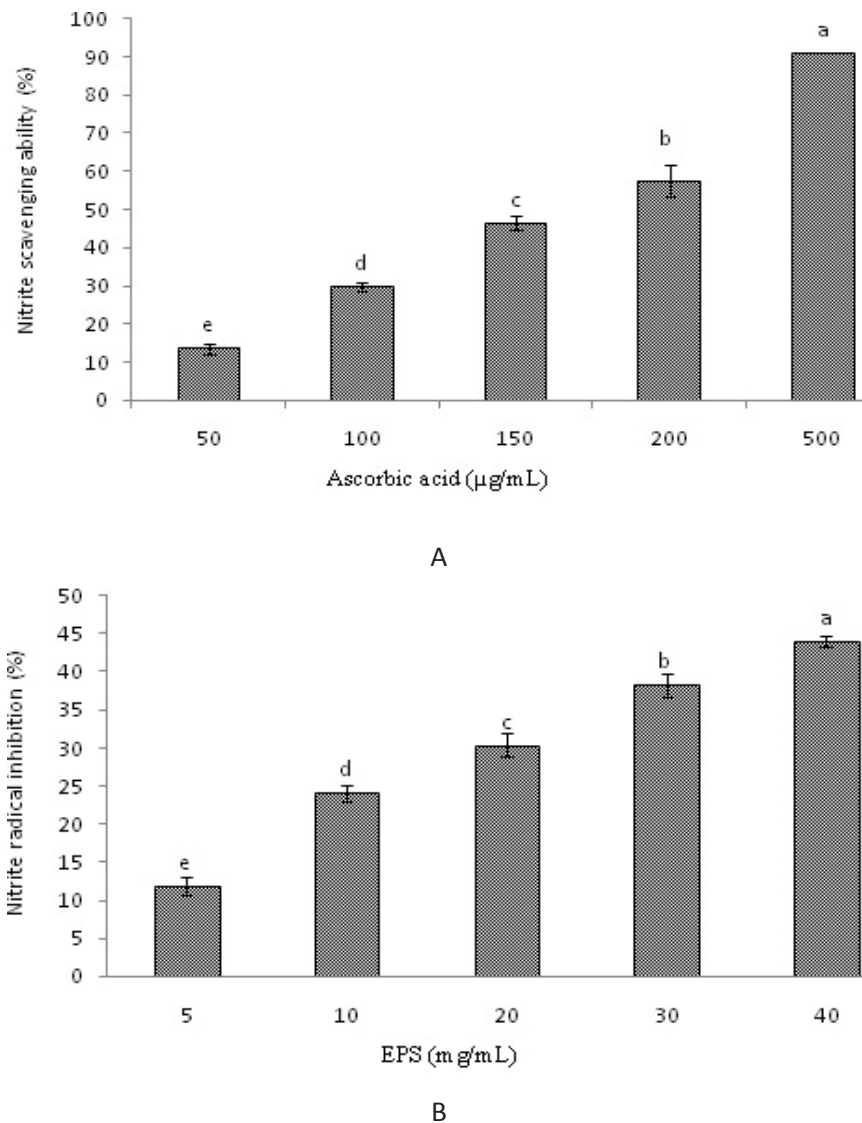 Nitrite scavenging ability (%)
100
90
80
70
60
50
40
30
20
10
0
e
d
c
b
a
50 100 150 200 500
Ascorbic acid (µg/mL)
A
Nitrite radical inhibition (%)
50
45
40
35
30
25
20
15
10
5
0
e
d
c
b
a
5 10 20 30 40
EPS (mg/mL)
B